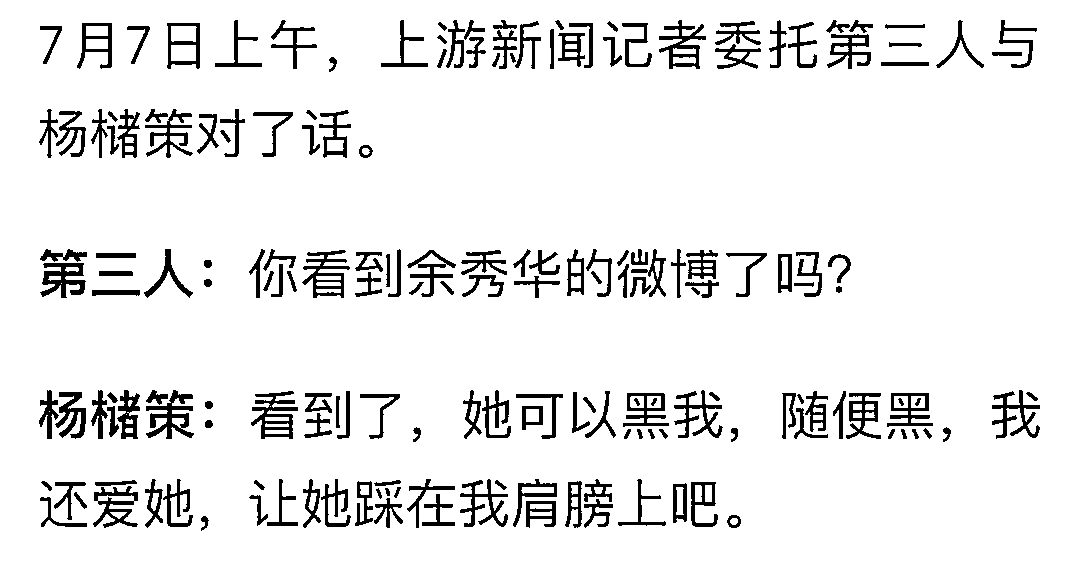 7月7日上午，上游新闻记者委托第三人与
杨槠策对了话。
第三人：你看到余秀华的微博了吗？
杨槠策：看到了，她可以黑我，随便黑，我
还爱她，让她踩在我肩膀上吧。